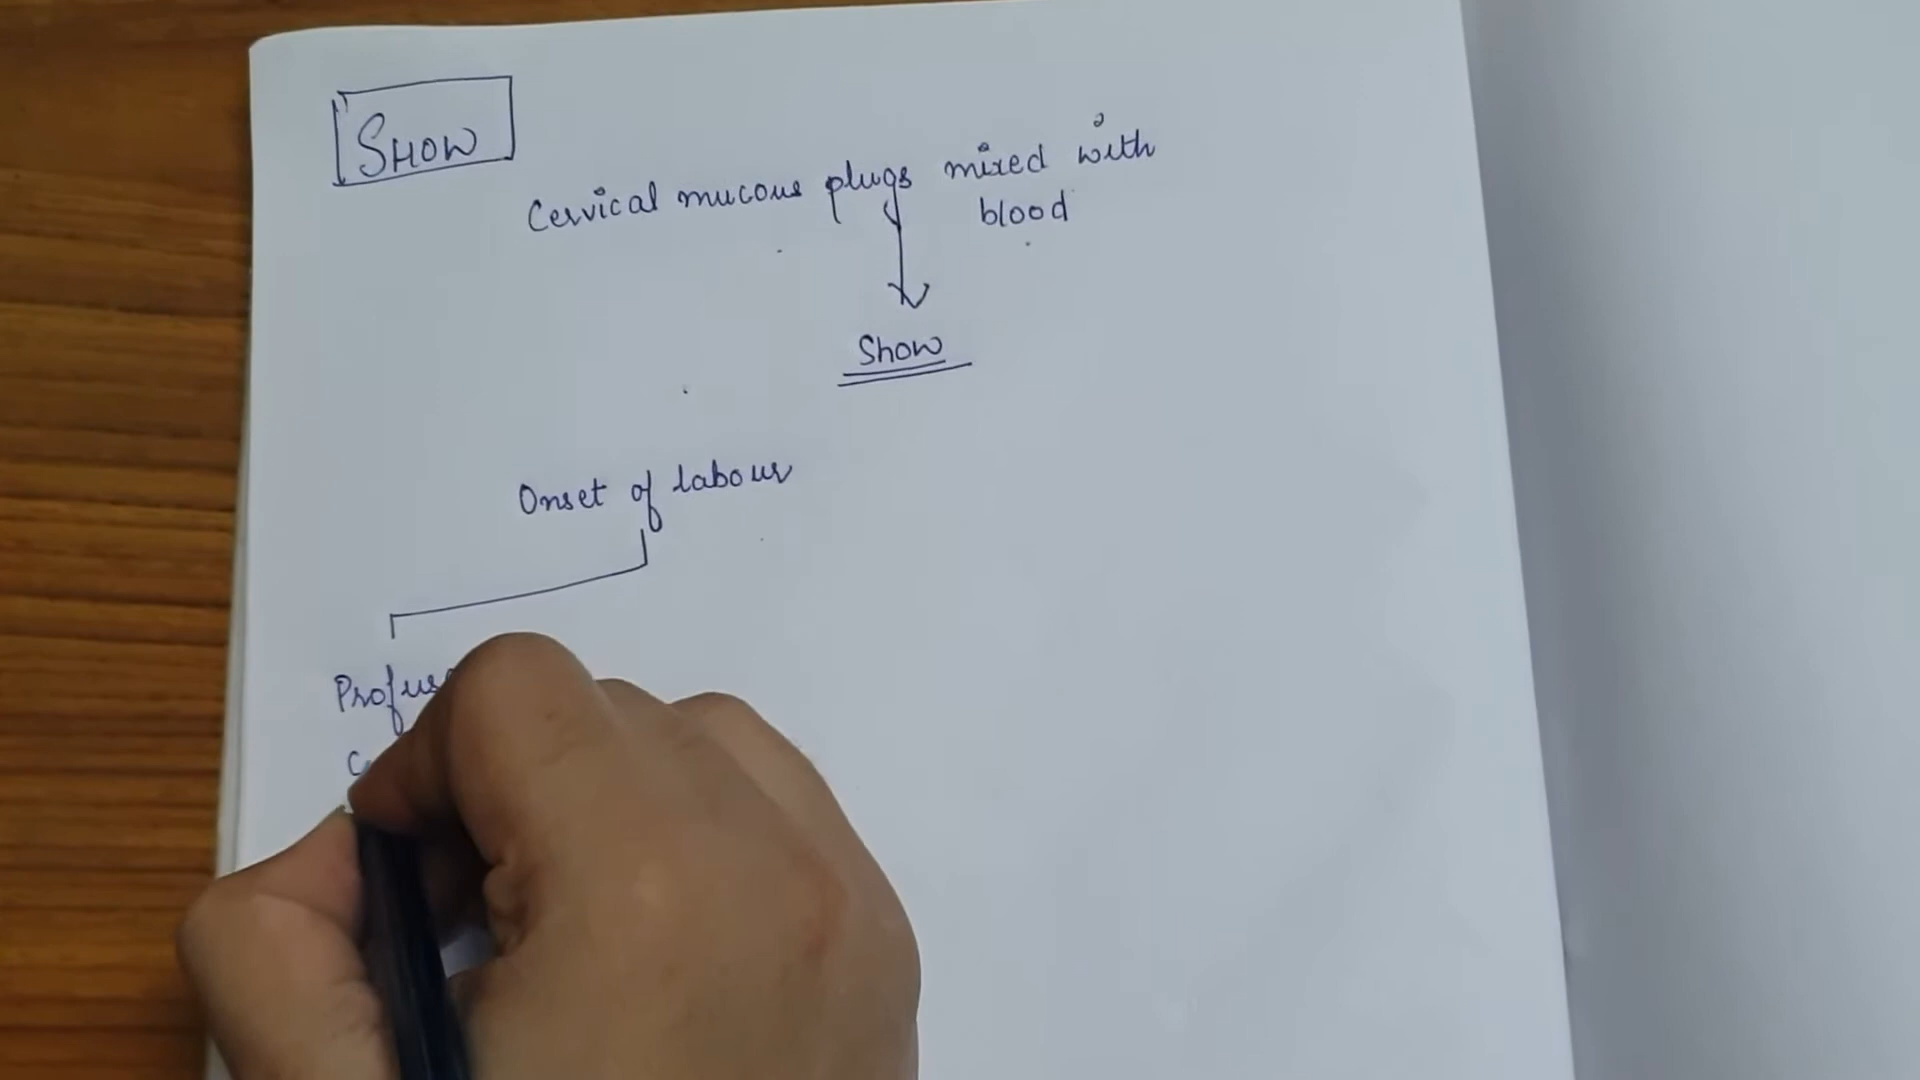 SHOW
Cervical mucous plugs mixed with
blood
Show
Onset of labour